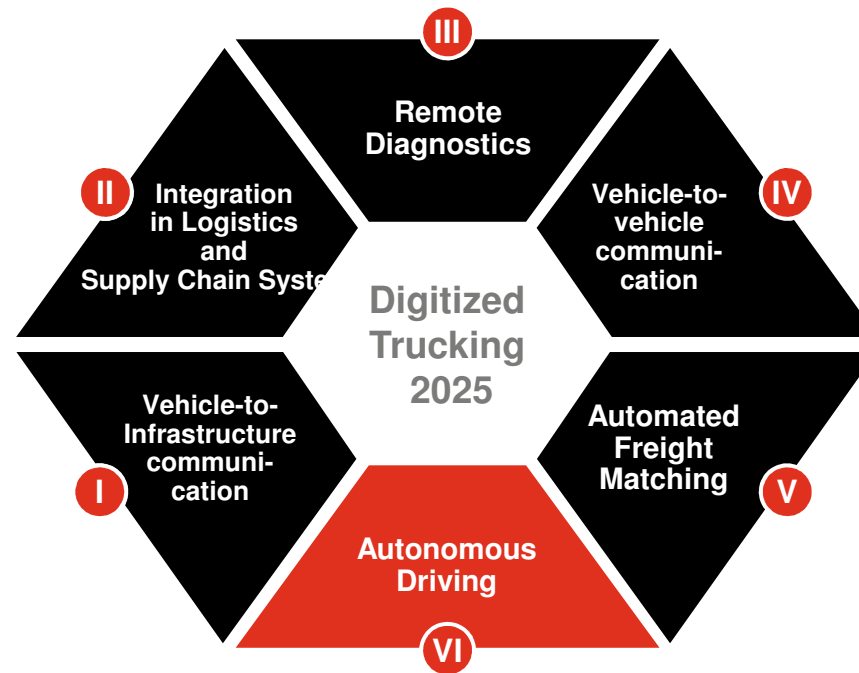 III
Remote
Diagnostics
II
Integration
in Logistics
and
Supply Chain Syste
IV
Vehicle-to-
vehicle
communi-
cation
Digitized
Trucking
2025
I
Vehicle-to-
Infrastructure
communi-
cation
V
Automated
Freight
Matching
Autonomous
Driving
VI